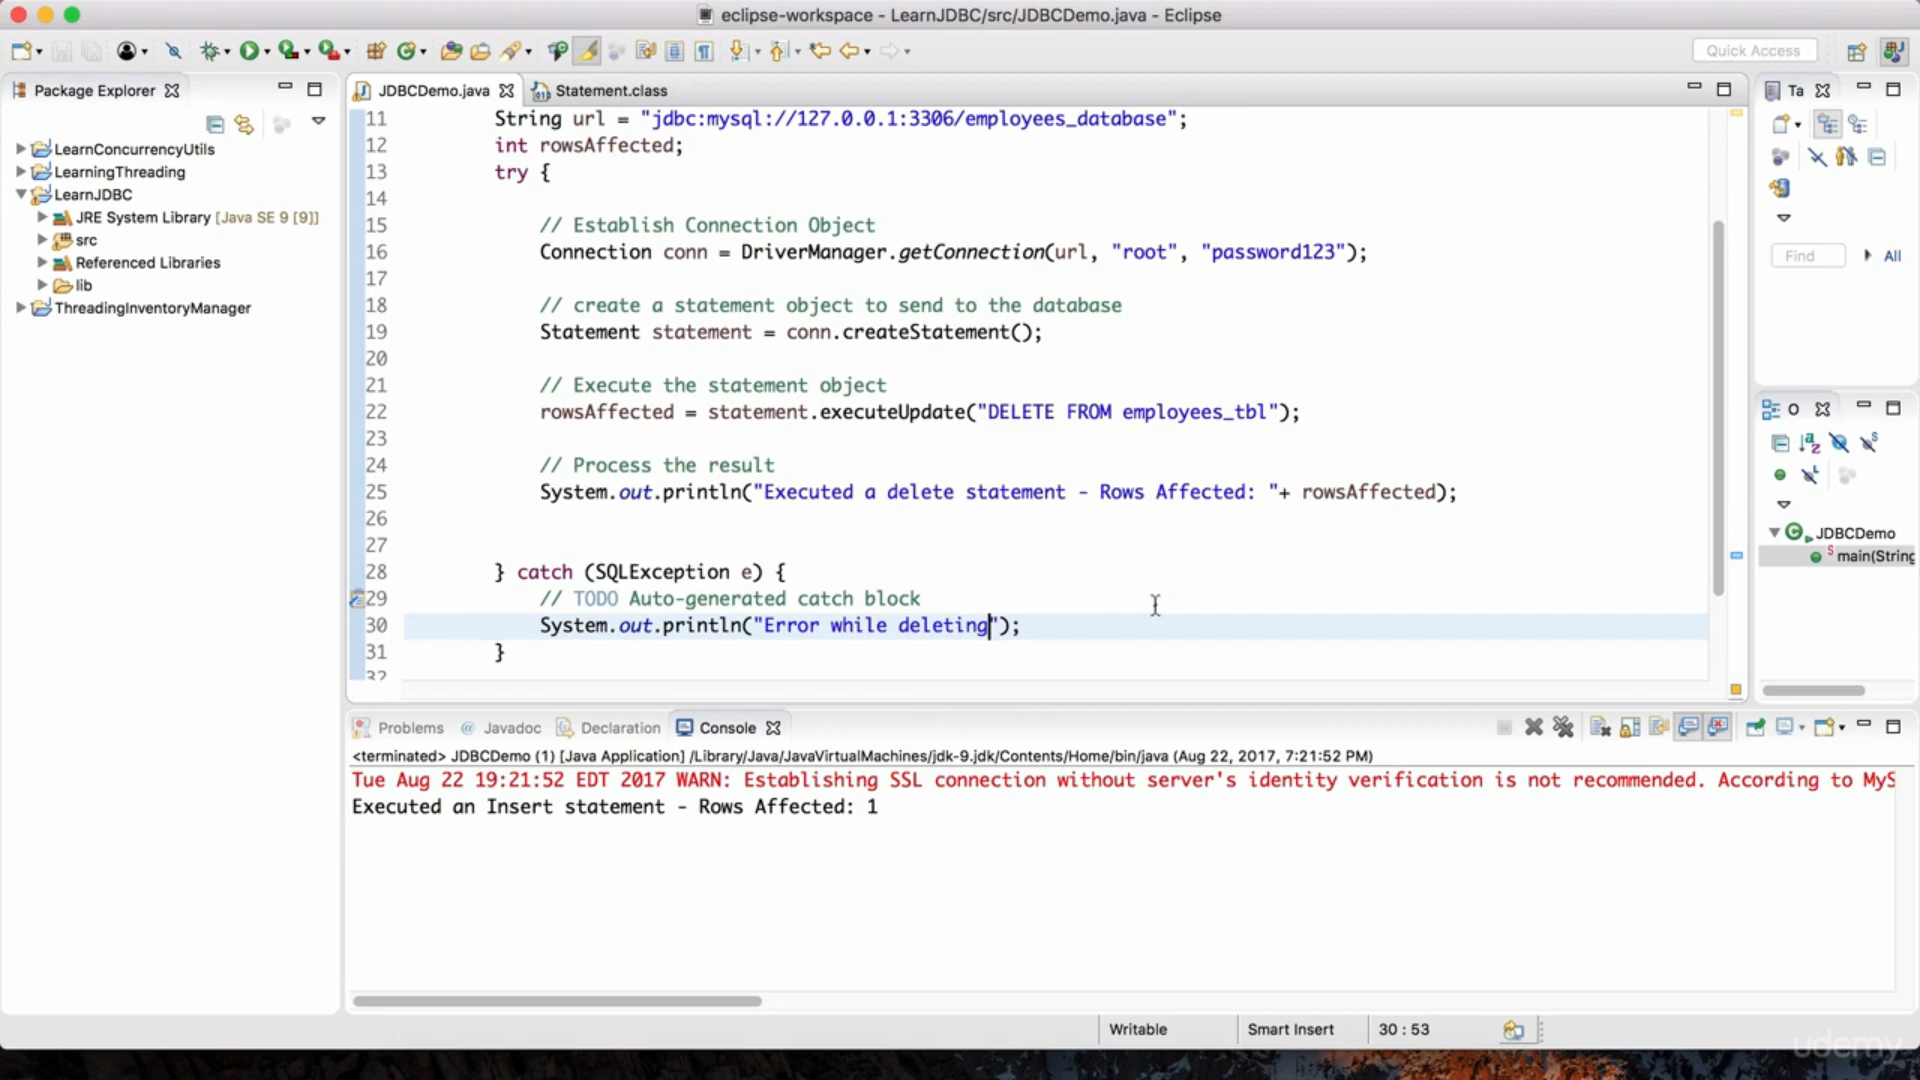 eclipse-workspace - LearnJDBC/src/JDBCDemo.java - Eclipse
Quick Access
Package Explorer
LearnConcurrencyUtils
LearningThreading
LearnJDBC
JRE System Library [Java SE 9 [9]]
src
Referenced Libraries
lib
ThreadingInventoryManager
JDBCDemo.java
Statement.class
11 String url = "jdbc:mysql://127.0.0.1:3306/employees_database";
12 int rowsAffected;
13 try {
14
15 // Establish Connection Object
16 Connection conn = DriverManager.getConnection(url, "root", "password123");
17
18 // create a statement object to send to the database
19 Statement statement = conn.createStatement();
20
21 // Execute the statement object
22 rowsAffected = statement.executeUpdate("DELETE FROM employees_tbl");
23
24 // Process the result
25 System.out.println("Executed a delete statement - Rows Affected: "+ rowsAffected);
26
27
28 } catch (SQLException e) {
29 // TODO Auto-generated catch block
30 System.out.println("Error while deleting");
31 }
32
Ta
Find
All
O
JDBCDemo
main(String
Problems
Javadoc
Declaration
Console
<terminated> JDBCDemo (1) [Java Application] /Library/Java/JavaVirtualMachines/jdk-9.jdk/Contents/Home/bin/java (Aug 22, 2017, 7:21:52 PM)
Tue Aug 22 19:21:52 EDT 2017 WARN: Establishing SSL connection without server's identity verification is not recommended. According to MyS
Executed an Insert statement - Rows Affected: 1
Writable
Smart Insert
30 : 53
udemy